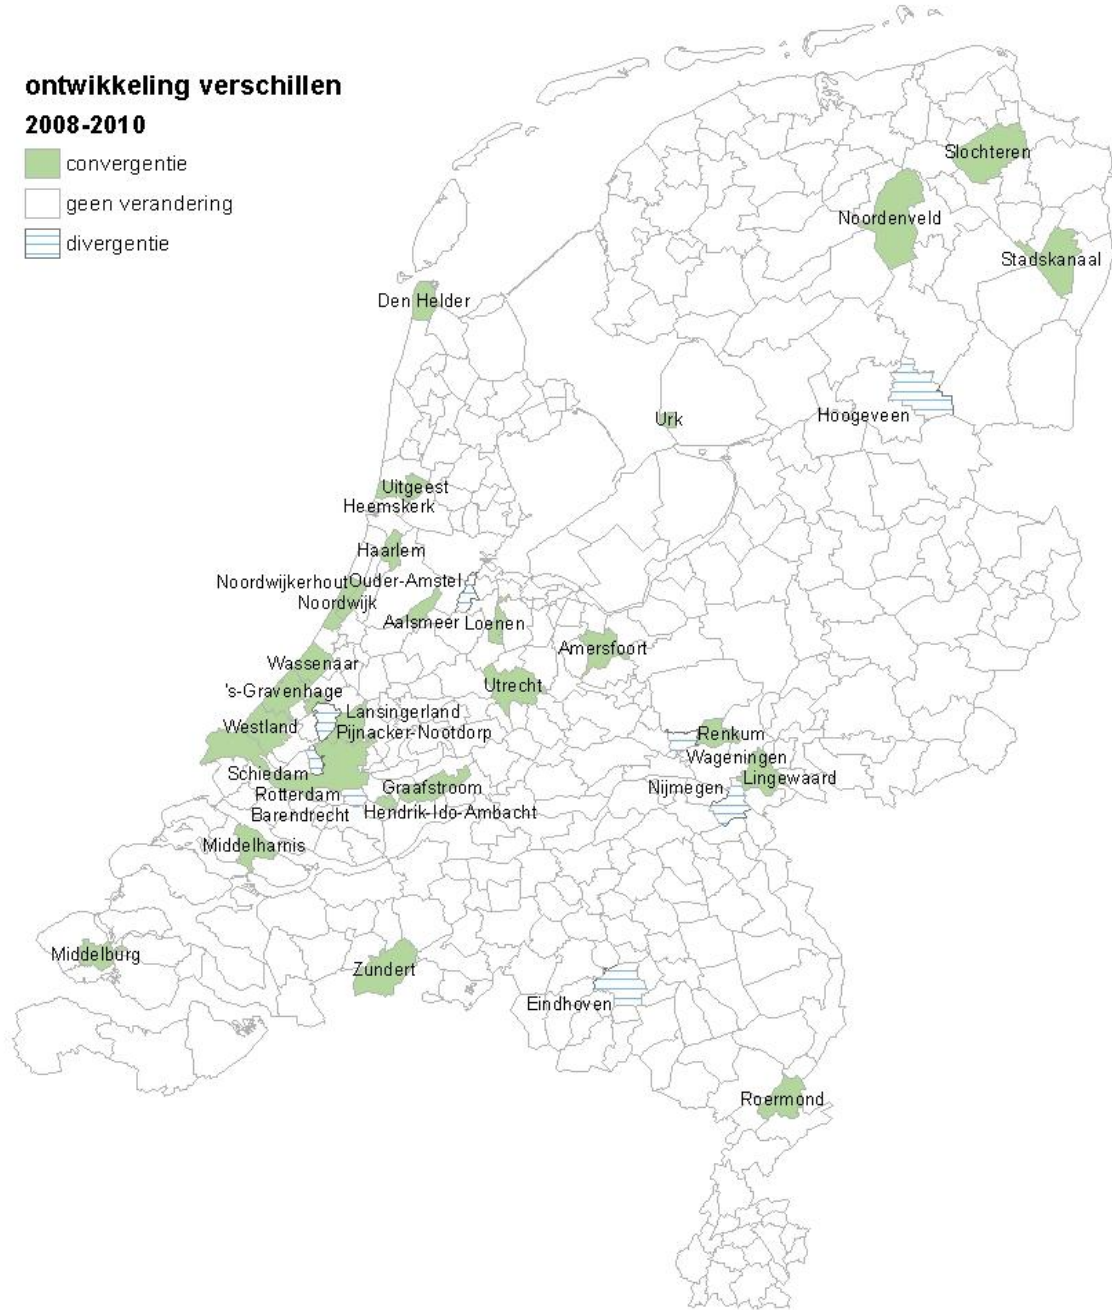 ontwikkeling verschillen
2008-2010
convergentie
geen verandering
divergentie
Slochteren
Noordenveld
Stadskanaal
Den Helder
Hoogeveen
Urk
Uitgeest
Heemskerk
Haarlem
Noordwijkerhout
Ouder-Amstel
Noordwijk
Aalsmeer
Loenen
Amersfoort
Wassenaar
Utrecht
's-Gravenhage
Lansingerland
Westland
Pijnacker-Nootdorp
Renkum
Wageningen
Schiedam
Lingewaard
Nijmegen
Graafstroom
Rotterdam
Barendrecht
Hendrik-Ido-Ambacht
Middelharnis
Middelburg
Zundert
Eindhoven
Roermond